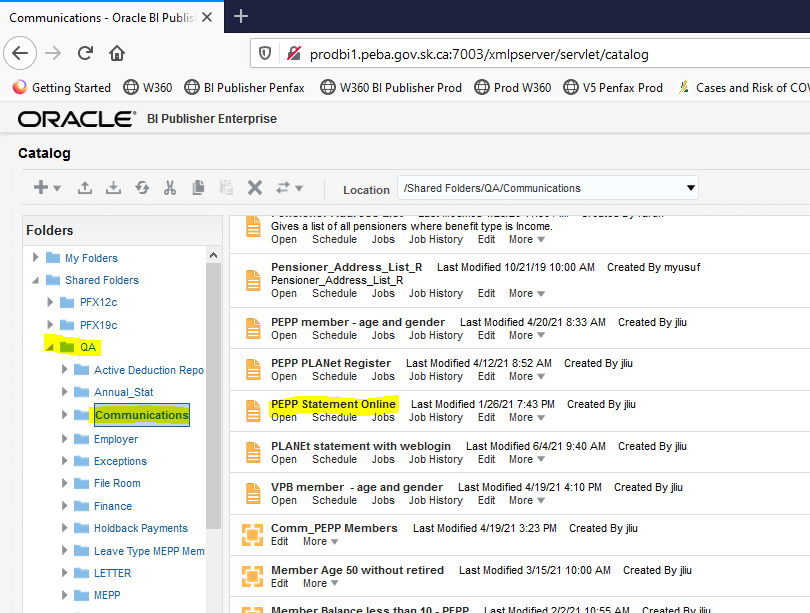 Communications - Oracle BI Publis
prodbi1.peba.gov.sk.ca:7003/xmlpserver/servlet/catalog
Getting Started W360 BI Publisher Penfax W360 BI Publisher Prod Prod W360 V5 Penfax Prod Cases and Risk of COV
ORACLE BI Publisher Enterprise
Catalog
Location /Shared Folders/QA/Communications
Folders
My Folders
Shared Folders
PFX12c
PFX19c
QA
Active Deduction Repo
Annual_Stat
Communications
Employer
Exceptions
File Room
Finance
Holdback Payments
Leave Type MEPP Mem
LETTER
MEPP
Gives a list of all pensioners where benefit type is Income.
Open Schedule Jobs Job History Edit More
Pensioner_Address_List_R Last Modified 10/21/19 10:00 AM Created By myusuf
Pensioner_Address_List_R
Open Schedule Jobs Job History Edit More
PEPP member - age and gender Last Modified 4/20/21 8:33 AM Created By jliu
Open Schedule Jobs Job History Edit More
PEPP PLANet Register Last Modified 4/12/21 8:52 AM Created By jliu
Open Schedule Jobs Job History Edit More
PEPP Statement Online Last Modified 1/26/21 7:43 PM Created By jliu
Open Schedule Jobs Job History Edit More
PLANEt statement with weblogin Last Modified 6/4/21 9:40 AM Created By jliu
Open Schedule Jobs Job History Edit More
VPB member - age and gender Last Modified 4/19/21 4:10 PM Created By jliu
Open Schedule Jobs Job History Edit More
Comm_PEPP Members Last Modified 4/19/21 3:23 PM Created By jliu
Edit More
Member Age 50 without retired Last Modified 3/15/21 10:00 AM Created By jliu
Edit More
Member Balance less than 10 - PEPP Last Modified 2/2/21 10:55 AM Created By jliu